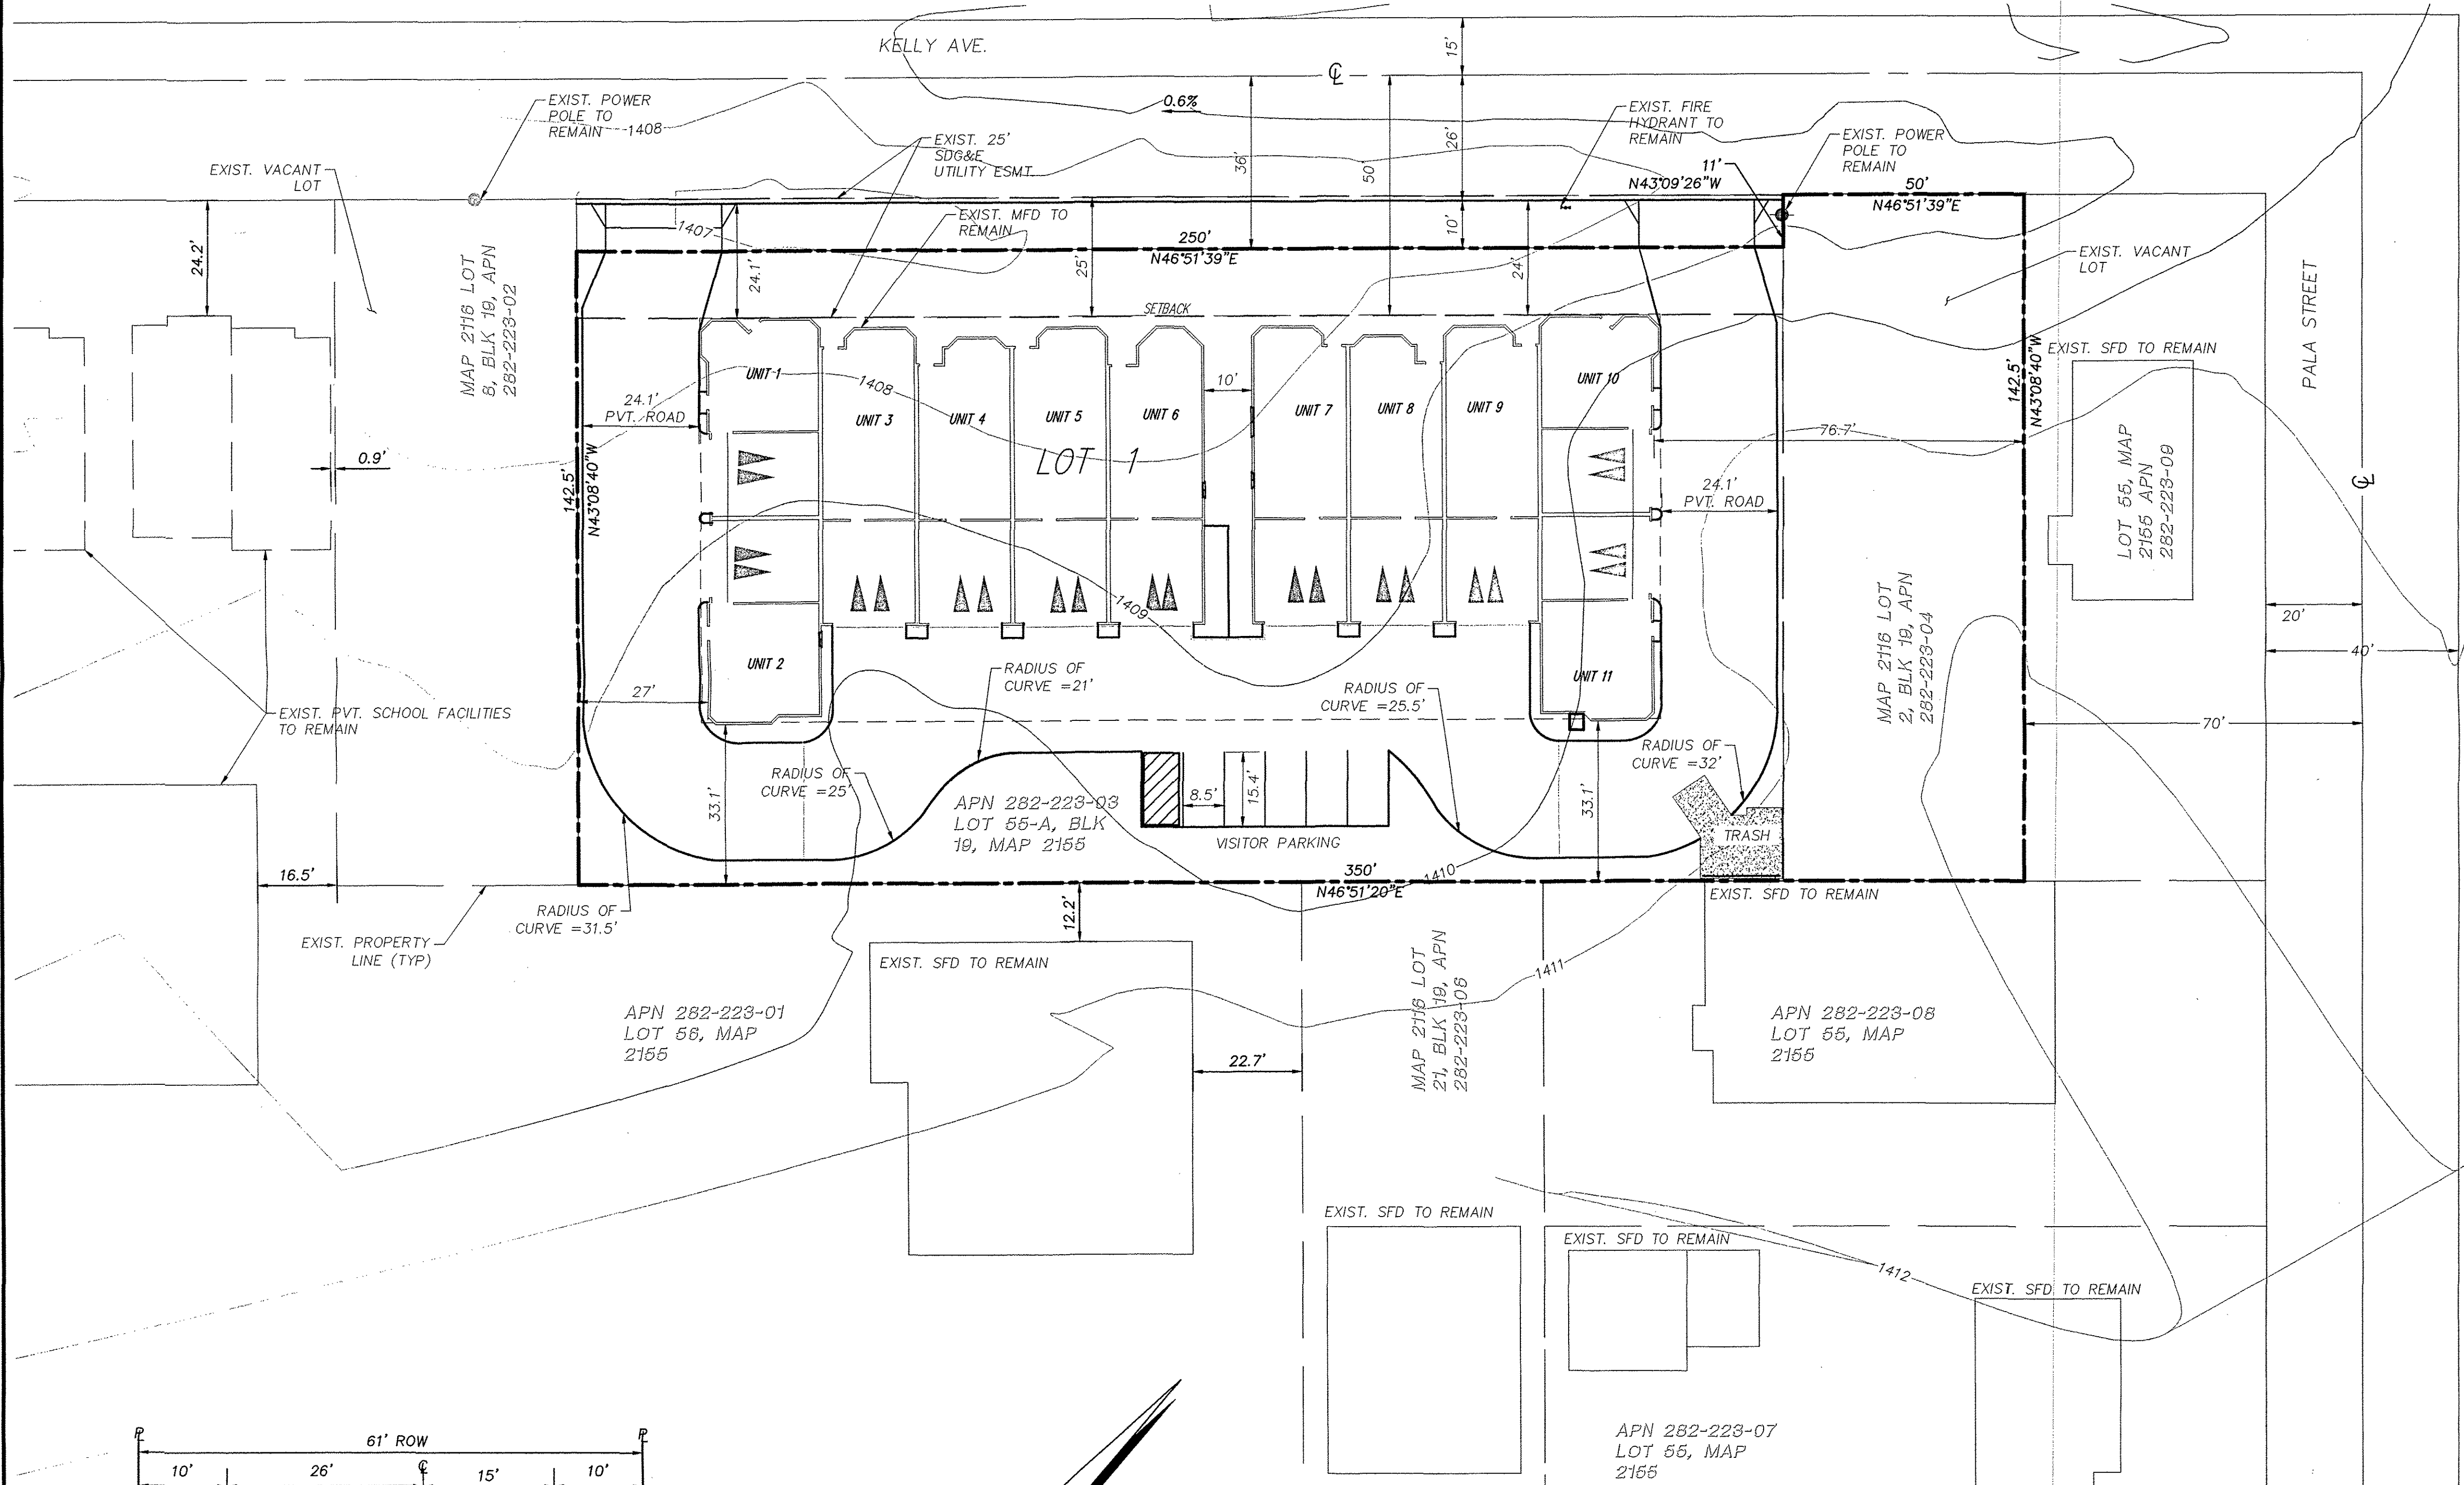 KELLY AVE.
15'
℄
EXIST. POWER
POLE TO
REMAIN
1408
0.6%
EXIST. FIRE
HYDRANT TO
REMAIN
26'
EXIST. POWER
POLE TO
REMAIN
EXIST. 25'
SDG&E
UTILITY ESMT.
36'
50'
11'
EXIST. VACANT
LOT
N43°09'26"W
50'
N46°51'39"E
1407
EXIST. MFD TO
REMAIN
10'
250'
N46°51'39"E
24.2'
24.1'
25'
24'
EXIST. VACANT
LOT
PALA STREET
MAP 2116 LOT
8, BLK 19, APN
282-223-02
SETBACK
EXIST. SFD TO REMAIN
142.5'
N43°08'40"W
UNIT 1
1408
10'
UNIT 10
24.1'
PVT. ROAD
UNIT 3
UNIT 4
UNIT 5
UNIT 6
UNIT 7
UNIT 8
UNIT 9
76.7'
0.9'
LOT 1
LOT 55, MAP
2155 APN
282-223-09
℄
142.5'
N43°08'40"W
24.1'
PVT. ROAD
1409
MAP 2116 LOT
2, BLK 19, APN
282-223-04
20'
40'
UNIT 2
RADIUS OF
CURVE =21'
UNIT 11
27'
RADIUS OF
CURVE =25.5'
EXIST. PVT. SCHOOL FACILITIES
TO REMAIN
70'
RADIUS OF
CURVE =32'
RADIUS OF
CURVE =25'
33.1'
8.5'
15.4'
33.1'
APN 282-223-03
LOT 55-A, BLK
19, MAP 2155
VISITOR PARKING
TRASH
350'
N46°51'20"E
1410
16.5'
EXIST. SFD TO REMAIN
RADIUS OF
CURVE =31.5'
12.2'
EXIST. PROPERTY
LINE (TYP)
EXIST. SFD TO REMAIN
MAP 2116 LOT
21, BLK 19, APN
282-223-06
1411
APN 282-223-01
LOT 56, MAP
2155
APN 282-223-08
LOT 55, MAP
2155
22.7'
EXIST. SFD TO REMAIN
EXIST. SFD TO REMAIN
1412
EXIST. SFD TO REMAIN
APN 282-223-07
LOT 55, MAP
2155
℄
61' ROW
10'
26'
15'
10'